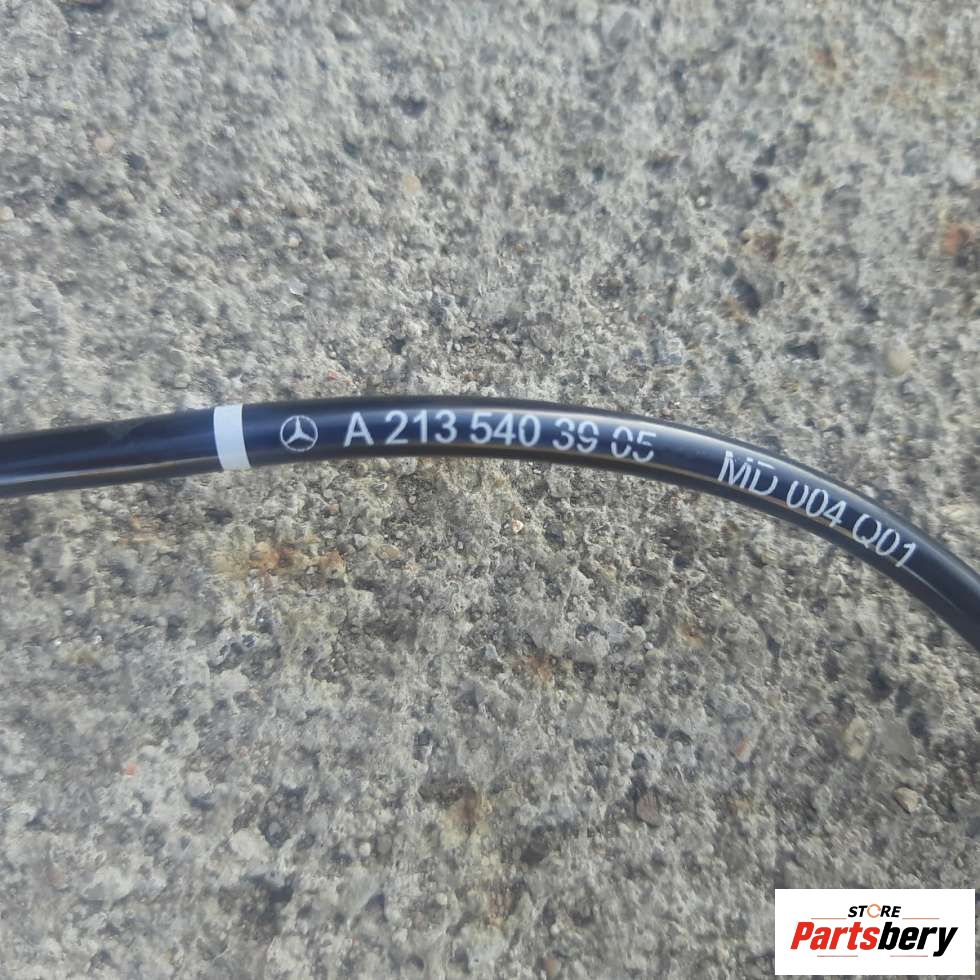 A 213 540 39 05 MD 004 Q01
STORE
Partsbery